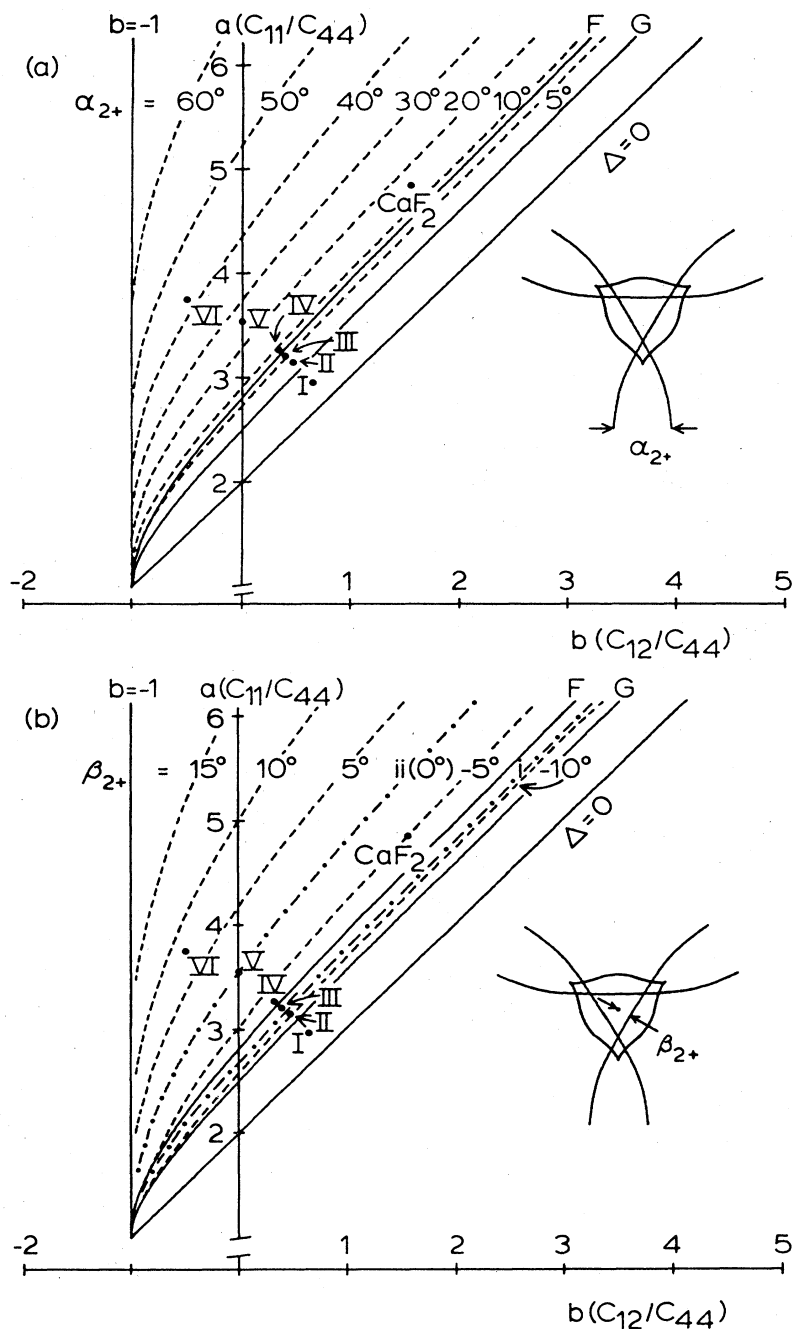 b=-1 a(C₁₁/C₄₄) F G
(a)
6
α₂₊ = 60° 50° 40° 30° 20° 10° 5°
Δ=0
5
CaF₂
4
VI V IV
III
3
II
I
α₂₊
2
-2 1 2 3 4 5
b (C₁₂/C₄₄)
b=-1 a(C₁₁/C₄₄) F G
(b)
6
β₂₊ = 15° 10° 5° ii(0°) -5° i -10°
Δ=0
5
CaF₂
4
VI V
IV III
3
II
I
β₂₊
2
-2 1 2 3 4 5
b(C₁₂/C₄₄)